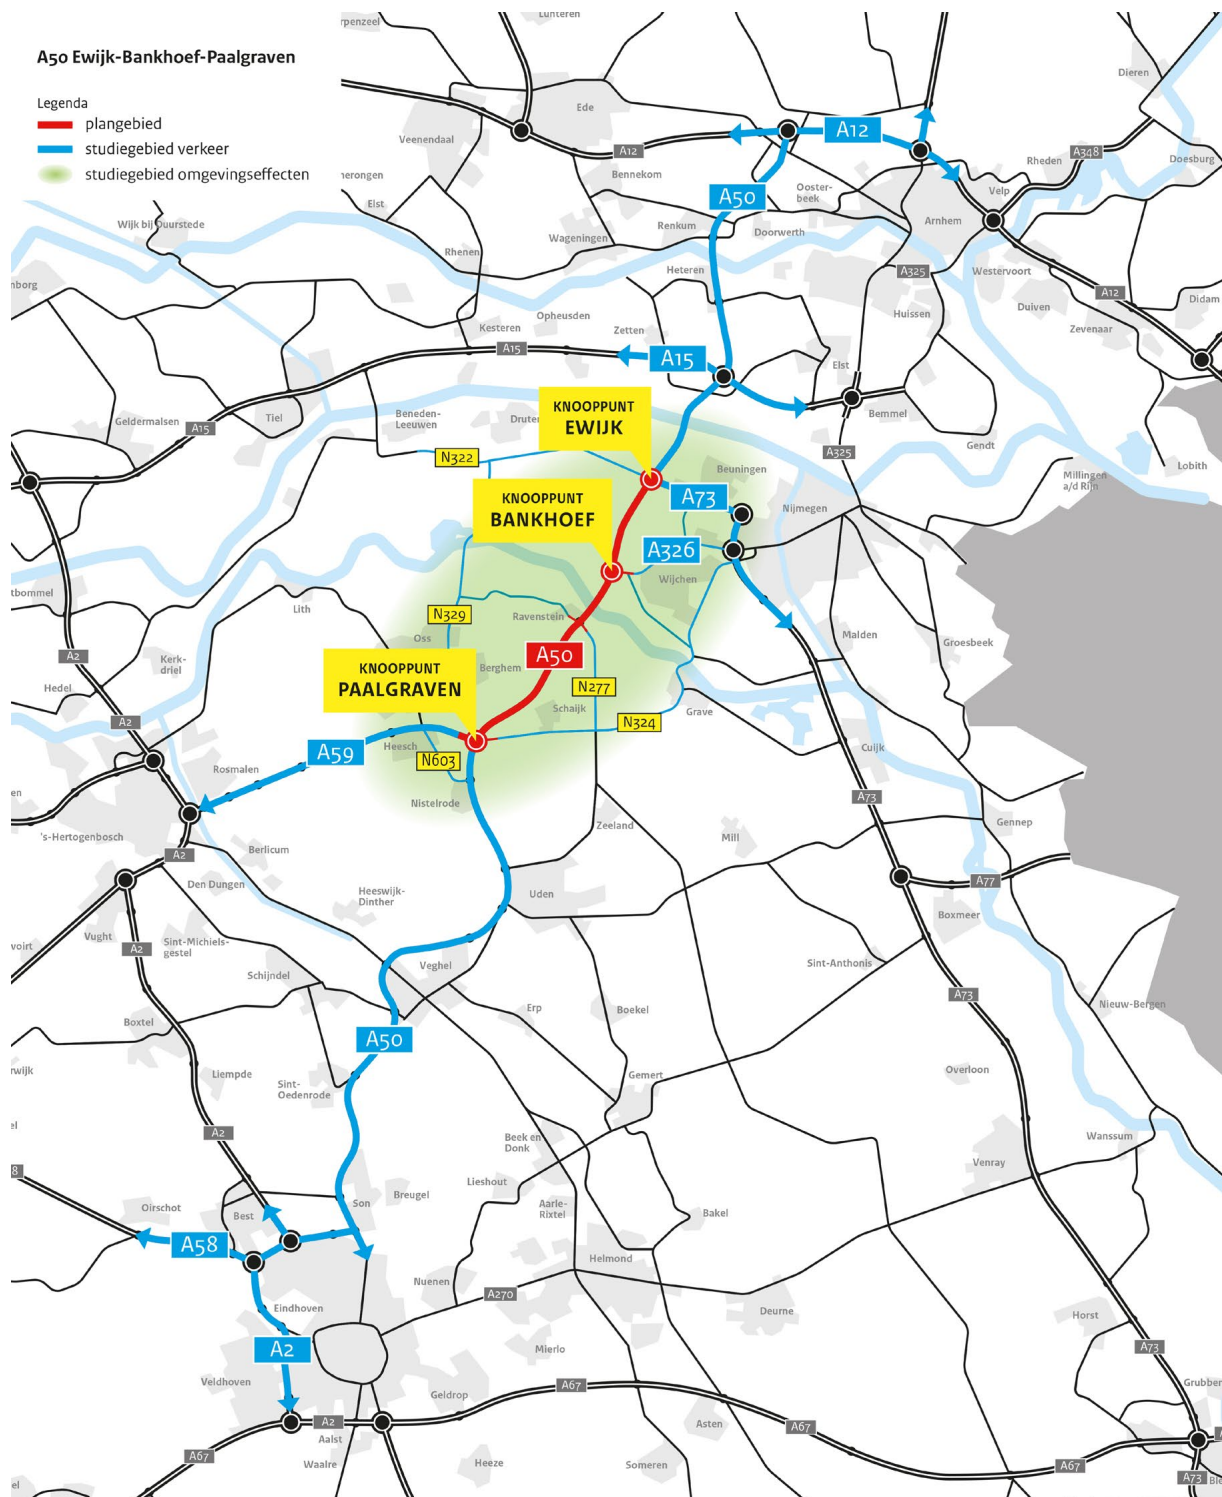 A50 Ewijk-Bankhoef-Paalgraven
Legenda
plangebied
studiegebied verkeer
studiegebied omgevingseffecten
Lunteren
Dieren
Ede
Veenendaal
A12
A12
A348
Rheden
Doesburg
Bennekom
Velp
Ooster-
beek
A50
Elst
Arnhem
Wijk bij Duurstede
Renkum
Doorwerth
Wageningen
Rhenen
Heteren
A325
Westervoort
A12
Didam
Duiven
Huissen
Zevenaar
Opheusden
Kesteren
Zetten
A15
A15
Elst
KNOOPPUNT
EWIJK
Bemmel
Beneden-
Leeuwen
Geldermalsen
Tiel
A15
Gendt
A325
N322
Beuningen
Lobith
Millingen
a/d Rijn
KNOOPPUNT
BANKHOEF
A73
Nijmegen
A326
Wijchen
Lith
N329
Ravenstein
Oss
Malden
Groesbeek
A50
A2
Kerk-
driel
KNOOPPUNT
PAALGRAVEN
Berghem
N277
Hedel
Schaijk
Grave
N324
A2
A59
Heesch
N603
Cuijk
Rosmalen
Nistelrode
A73
Gennep
's-Hertogenbosch
Zeeland
Mill
A2
Berlicum
Den Dungen
A77
Heeswijk-
Dinther
Uden
Boxmeer
Vught
Sint-Michiels-
gestel
A2
Veghel
Sint-Anthonis
Schijndel
A73
Nieuw-Bergen
Erp
Boekel
Boxtel
A50
Liempde
Sint-
Oedenrode
Gemert
Overloon
A2
Beek en
Donk
Wanssum
Venray
Lieshout
Breugel
Son
Oirschot
Best
Aarle-
Rixtel
Bakel
A58
Helmond
Nuenen
A270
Eindhoven
Deurne
Horst
A2
Mierlo
A73
Veldhoven
Geldrop
A67
A2
Asten
A67
Aalst
A67
Waalre
Heeze
Someren
A67
A73